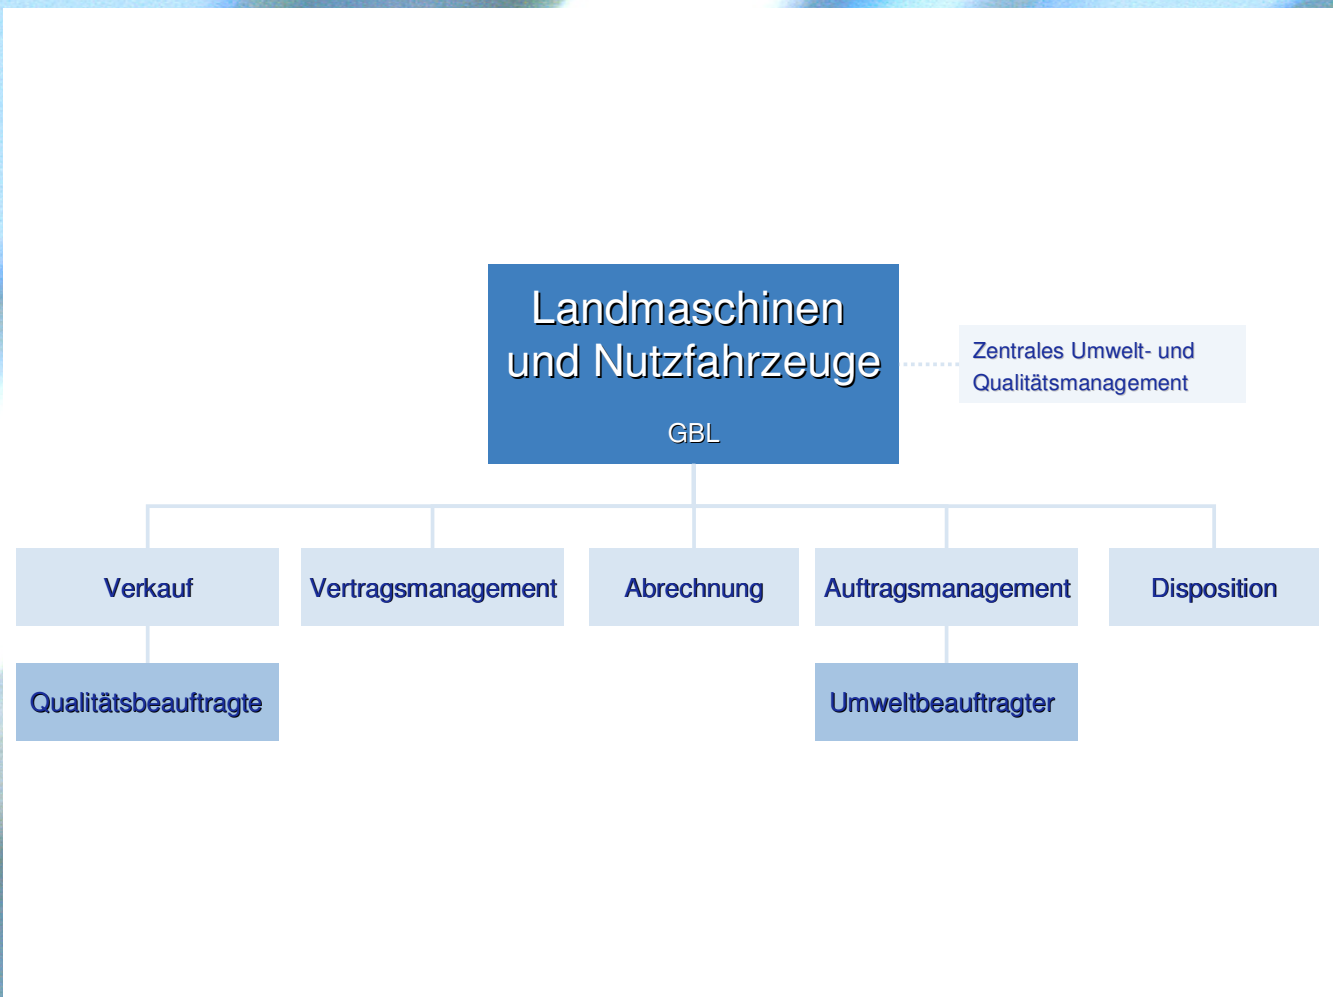 Landmaschinen
und Nutzfahrzeuge
GBL
Zentrales Umwelt- und
Qualitätsmanagement
Verkauf
Vertragsmanagement
Abrechnung
Auftragsmanagement
Disposition
Qualitätsbeauftragte
Umweltbeauftragter